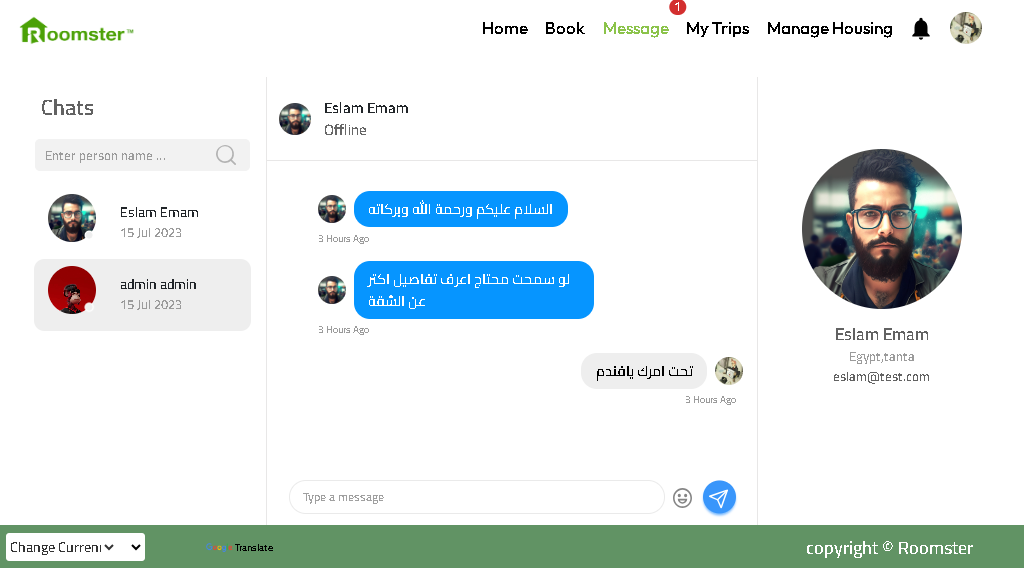 Roomster™
Home Book Message 1 My Trips Manage Housing
Chats
Enter person name ...
Eslam Emam
15 Jul 2023
admin admin
15 Jul 2023
Eslam Emam
Offline
السلام عليكم ورحمة الله وبركاته
3 Hours Ago
لو سمحت محتاج اعرف تفاصيل اكتر
عن الشقة
3 Hours Ago
تحت امرك يافندم
3 Hours Ago
Type a message
Eslam Emam
Egypt,tanta
eslam@test.com
Change Curren
Translate
copyright © Roomster